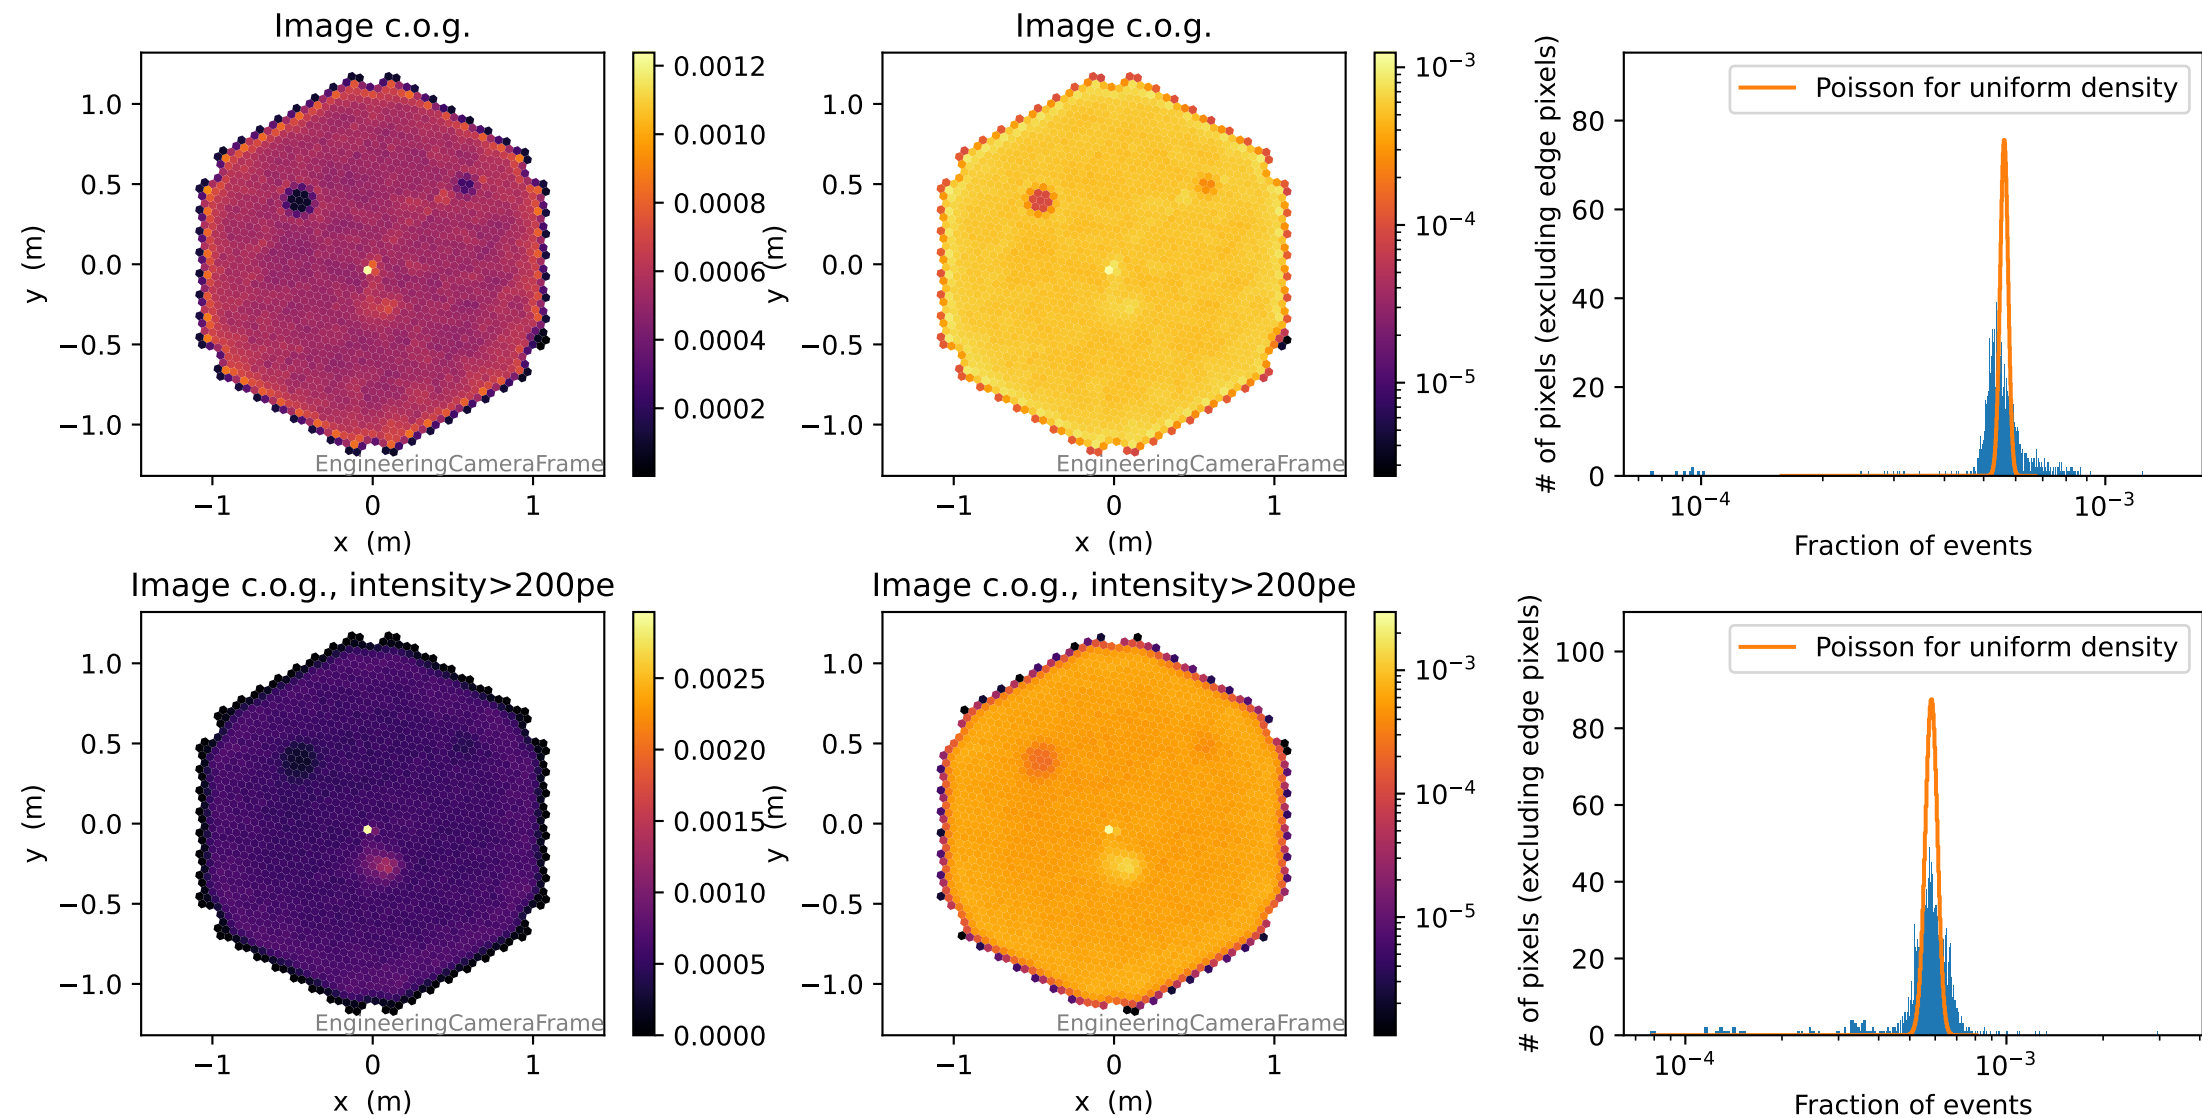 Image c.o.g.
y (m)
1.0
0.5
0.0
−0.5
−1.0
−1 0 1
x (m)
EngineeringCameraFrame
0.0012
0.0010
0.0008
0.0006
0.0004
0.0002
Image c.o.g.
y (m)
1.0
0.5
0.0
−0.5
−1.0
−1 0 1
x (m)
EngineeringCameraFrame
10⁻³
10⁻⁴
10⁻⁵
# of pixels (excluding edge pixels)
80
60
40
20
0
Poisson for uniform density
10⁻⁴ 10⁻³
Fraction of events
Image c.o.g., intensity>200pe
y (m)
1.0
0.5
0.0
−0.5
−1.0
−1 0 1
x (m)
EngineeringCameraFrame
0.0025
0.0020
0.0015
0.0010
0.0005
0.0000
Image c.o.g., intensity>200pe
y (m)
1.0
0.5
0.0
−0.5
−1.0
−1 0 1
x (m)
EngineeringCameraFrame
10⁻³
10⁻⁴
10⁻⁵
# of pixels (excluding edge pixels)
100
80
60
40
20
0
Poisson for uniform density
10⁻⁴ 10⁻³
Fraction of events